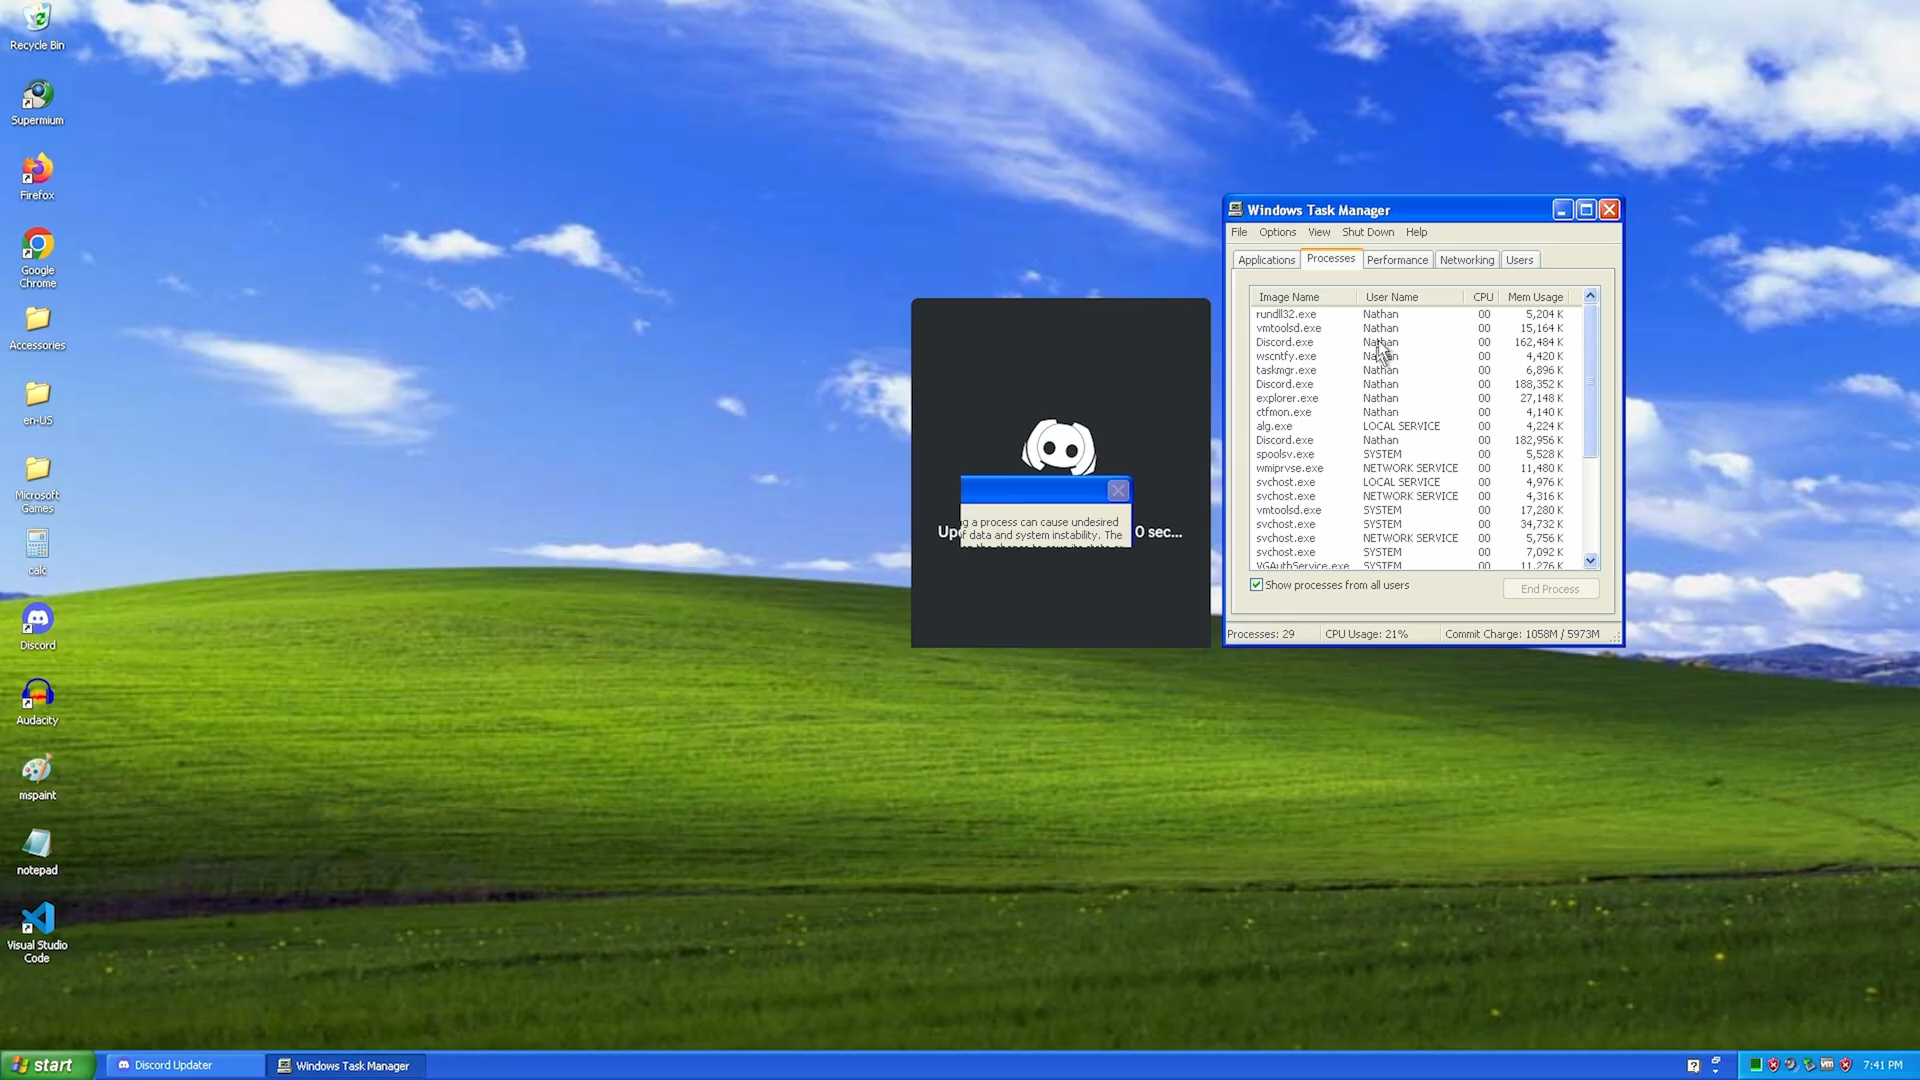 Recycle Bin
Supermium
Firefox
Google
Chrome
Accessories
en-US
Microsoft
Games
calc
Discord
Audacity
mspaint
notepad
Visual Studio
Code
g a process can cause undesired
f data and system instability. The
0 sec...
Windows Task Manager
File Options View Shut Down Help
Applications Processes Performance Networking Users
Image Name User Name CPU Mem Usage
rundll32.exe Nathan 00 5,204 K
vmtoolsd.exe Nathan 00 15,164 K
Discord.exe Nathan 00 162,484 K
wscntfy.exe Nathan 00 4,420 K
taskmgr.exe Nathan 00 6,896 K
Discord.exe Nathan 00 188,352 K
explorer.exe Nathan 00 27,148 K
ctfmon.exe Nathan 00 4,140 K
alg.exe LOCAL SERVICE 00 4,224 K
Discord.exe Nathan 00 182,956 K
spoolsv.exe SYSTEM 00 5,528 K
wmiprvse.exe NETWORK SERVICE 00 11,480 K
svchost.exe LOCAL SERVICE 00 4,976 K
svchost.exe NETWORK SERVICE 00 4,316 K
vmtoolsd.exe SYSTEM 00 17,280 K
svchost.exe SYSTEM 00 34,732 K
svchost.exe NETWORK SERVICE 00 5,756 K
svchost.exe SYSTEM 00 7,092 K
VGAuthService.exe SYSTEM 00 11,276 K
Show processes from all users
End Process
Processes: 29 CPU Usage: 21% Commit Charge: 1058M / 5973M
start
Discord Updater
Windows Task Manager
7:41 PM